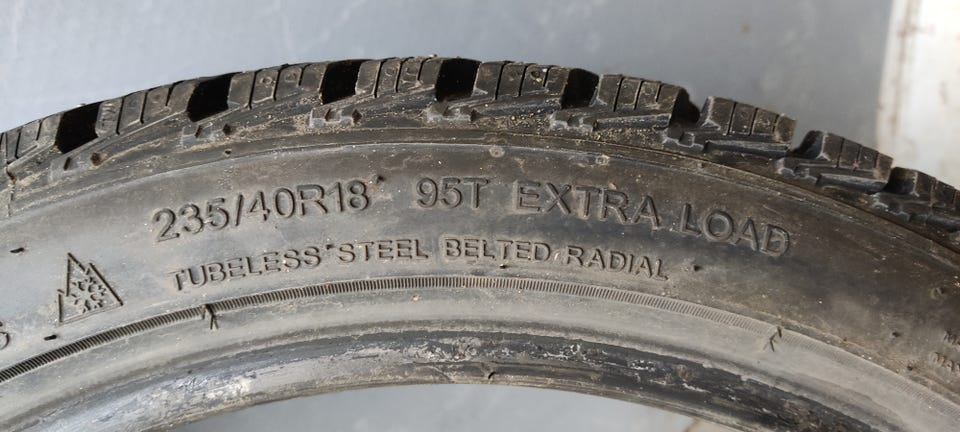 235/40R18 95T EXTRA LOAD
TUBELESS STEEL BELTED RADIAL